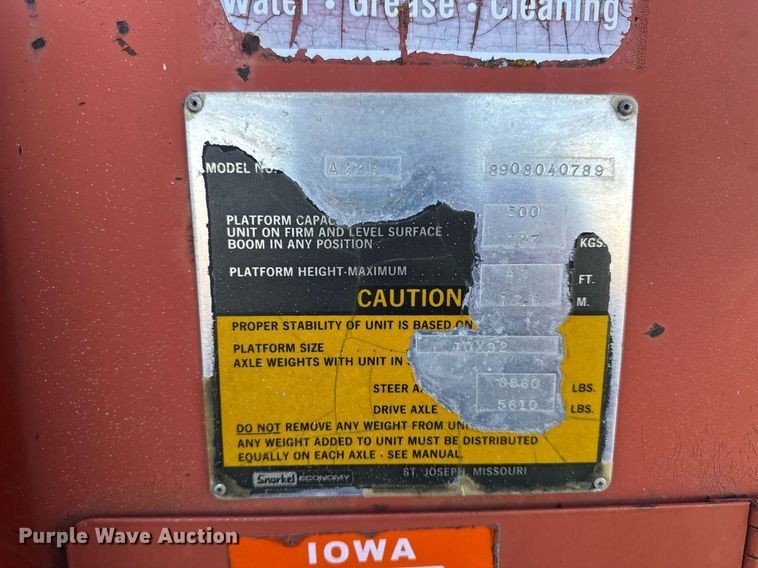 Water · Grease · Cleaning
MODEL NO. 8908040789
PLATFORM CAPAC 500
UNIT ON FIRM AND LEVEL SURFACE
BOOM IN ANY POSITION. KGS.
PLATFORM HEIGHT-MAXIMUM FT.
CAUTION M.
PROPER STABILITY OF UNIT IS BASED ON
PLATFORM SIZE
AXLE WEIGHTS WITH UNIT IN
STEER A LBS.
DRIVE AXLE 5610 LBS.
DO NOT REMOVE ANY WEIGHT FROM UNI
ANY WEIGHT ADDED TO UNIT MUST BE DISTRIBUTED
EQUALLY ON EACH AXLE - SEE MANUAL.
Snorkel ECONOMY ST. JOSEPH, MISSOURI
Purple Wave Auction
IOWA